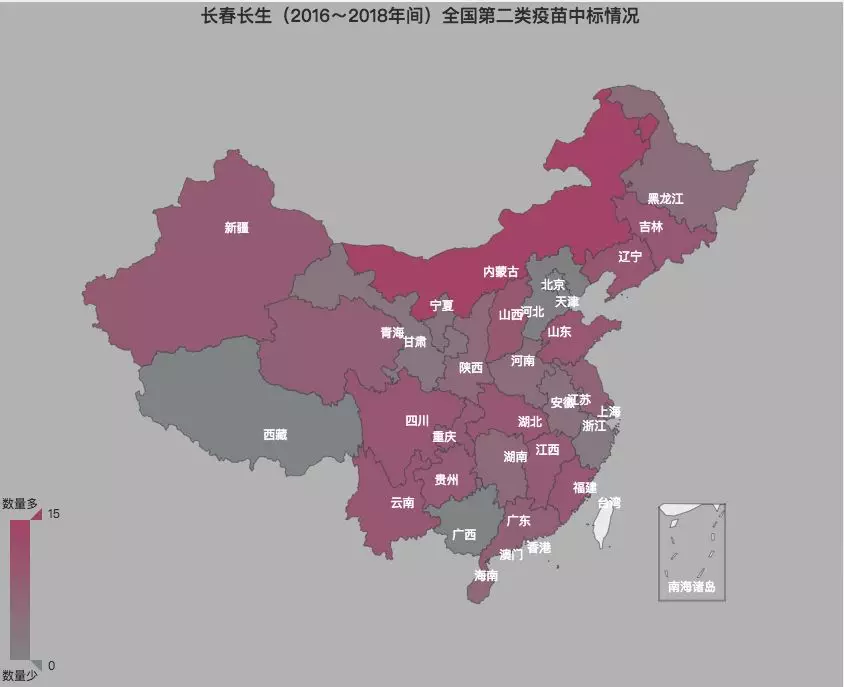 长春长生（2016～2018年间）全国第二类疫苗中标情况
黑龙江
新疆
吉林
辽宁
内蒙古
北京
天津
宁夏
山西
河北
青海
山东
甘肃
河南
陕西
安徽
江苏
上海
四川
湖北
浙江
西藏
重庆
江西
湖南
贵州
福建
云南
台湾
数量多
15
广西
广东
香港
澳门
海南
南海诸岛
0
数量少